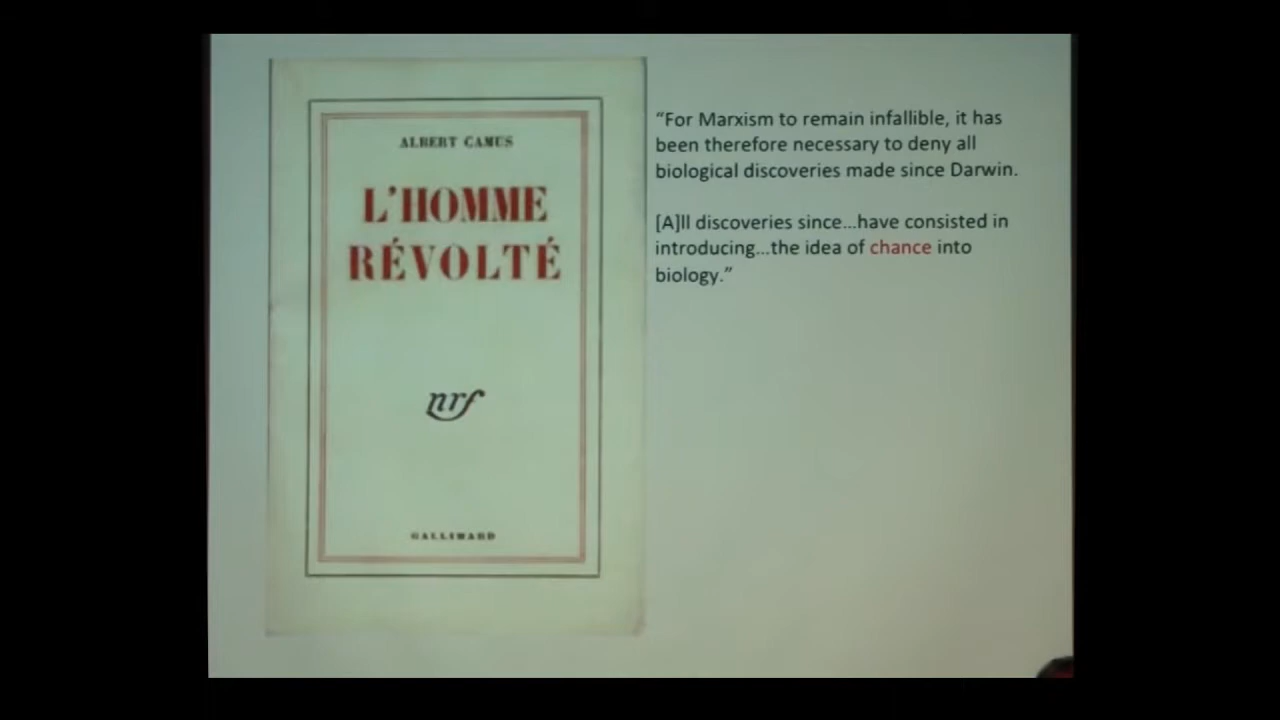 ALBERT CAMUS
L'HOMME
RÉVOLTÉ
nrf
GALLIMARD
“For Marxism to remain infallible, it has
been therefore necessary to deny all
biological discoveries made since Darwin.
[A]ll discoveries since...have consisted in
introducing...the idea of chance into
biology.”